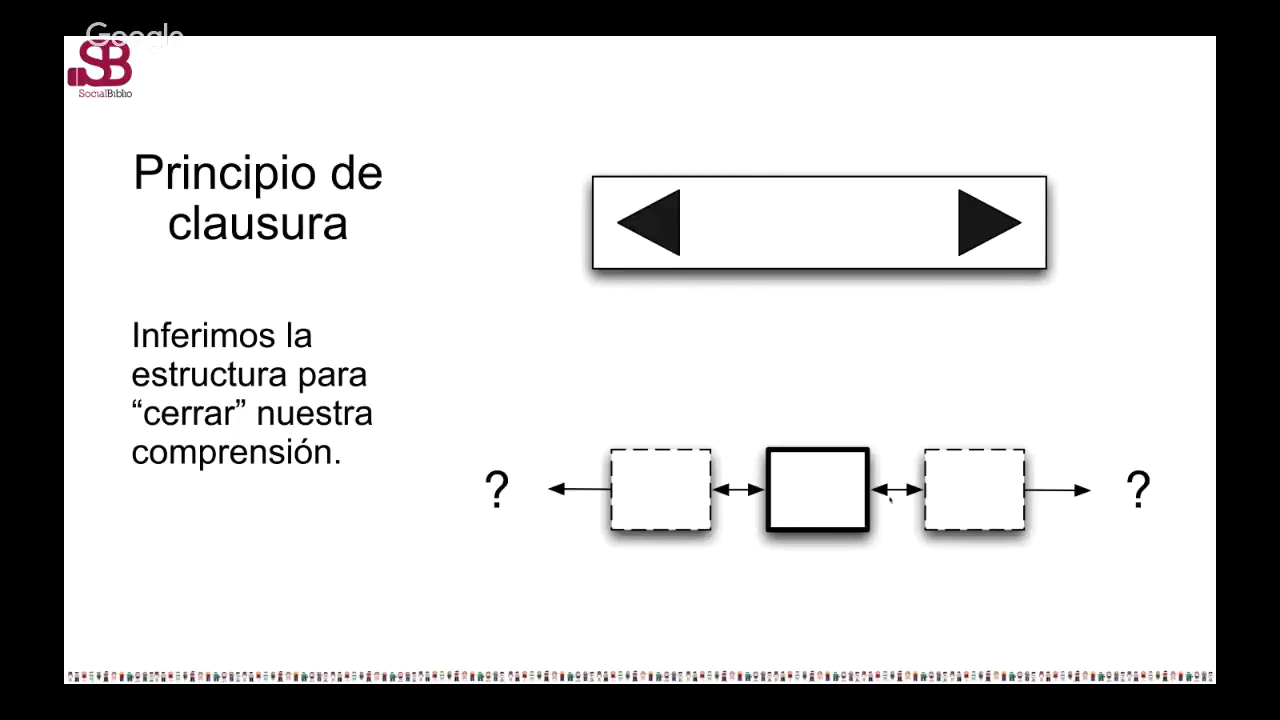 Google
SB
SocialBiblio
Principio de
clausura
Inferimos la
estructura para
“cerrar” nuestra
comprensión.
? ?